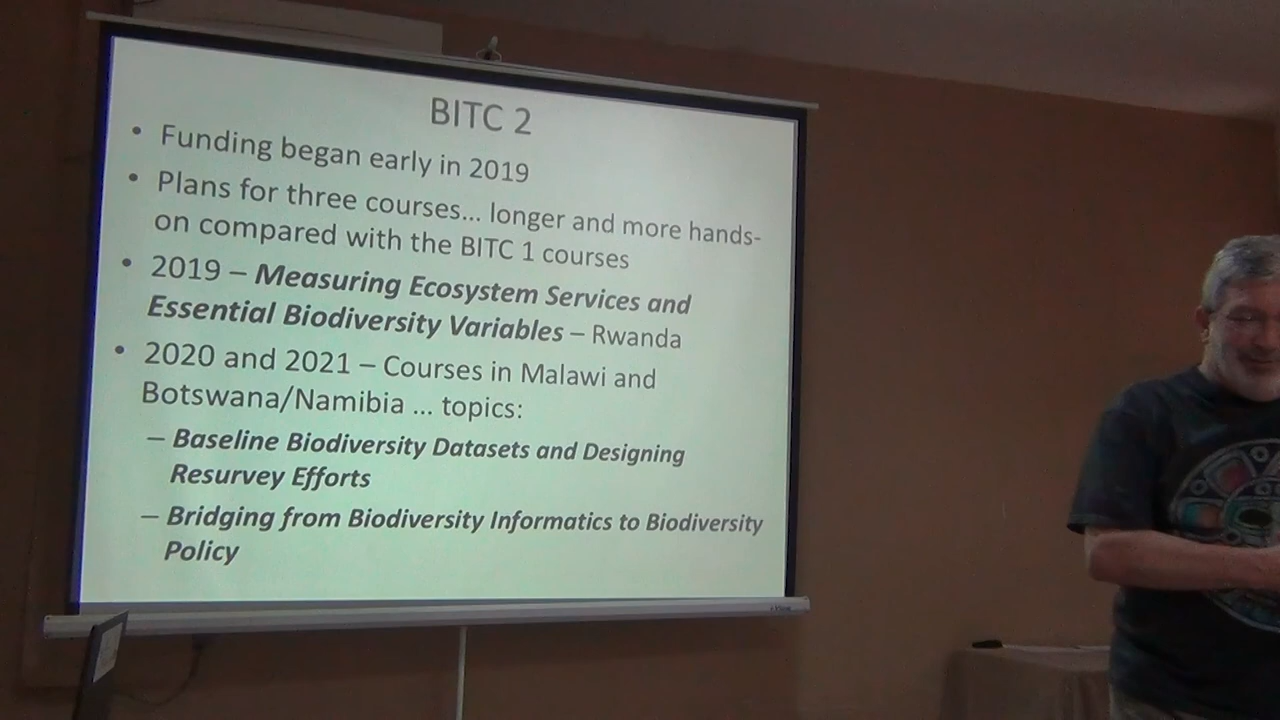 BITC 2
• Funding began early in 2019
• Plans for three courses... longer and more hands-
on compared with the BITC 1 courses
• 2019 – Measuring Ecosystem Services and
Essential Biodiversity Variables – Rwanda
• 2020 and 2021 – Courses in Malawi and
Botswana/Namibia ... topics:
– Baseline Biodiversity Datasets and Designing
Resurvey Efforts
– Bridging from Biodiversity Informatics to Biodiversity
Policy